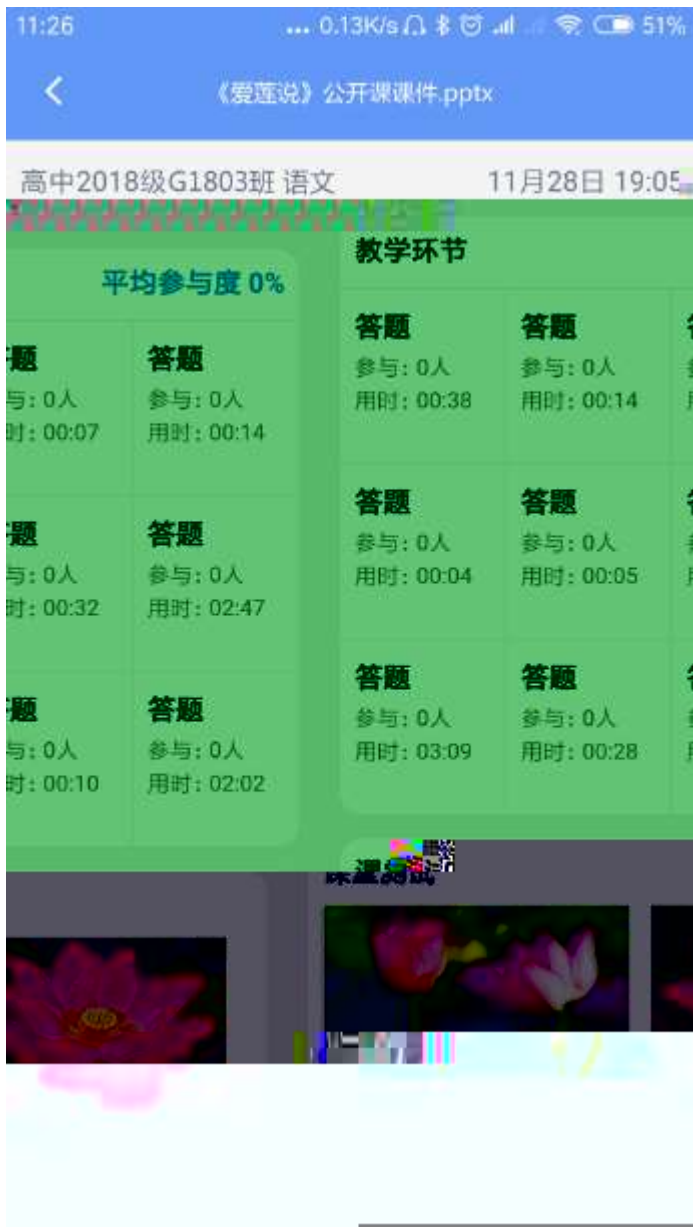 11:26 ... 0.13K/s 51%
《爱莲说》公开课课件.pptx
高中2018级G1803班 语文 11月28日 19:05
教学环节
平均参与度 0%
答题 答题
参与: 0人 参与: 0人
用时: 00:38 用时: 00:14
题 答题
与: 0人 参与: 0人
时: 00:07 用时: 00:14
答题 答题
参与: 0人 参与: 0人
用时: 00:04 用时: 00:05
题 答题
与: 0人 参与: 0人
时: 00:32 用时: 02:47
答题 答题
参与: 0人 参与: 0人
用时: 03:09 用时: 00:28
题 答题
与: 0人 参与: 0人
时: 00:10 用时: 02:02